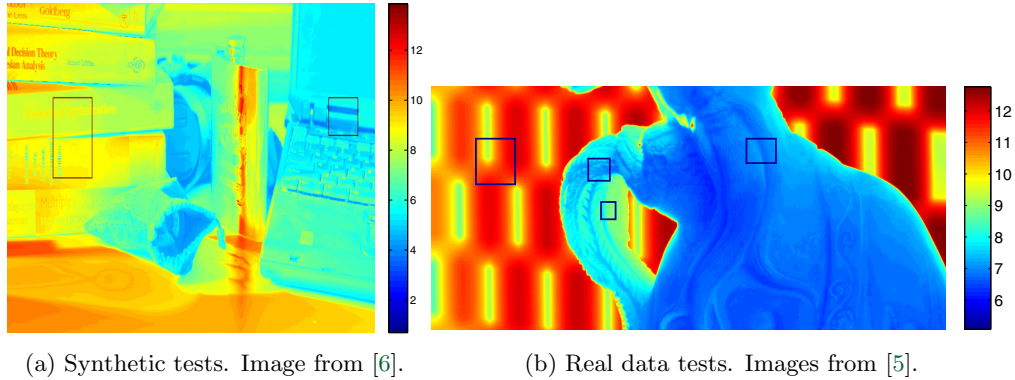 Goldberg
Decision Theory
Analysis
12
10
8
6
4
2
12
11
10
9
8
7
6
(a) Synthetic tests. Image from [6].
(b) Real data tests. Images from [5].